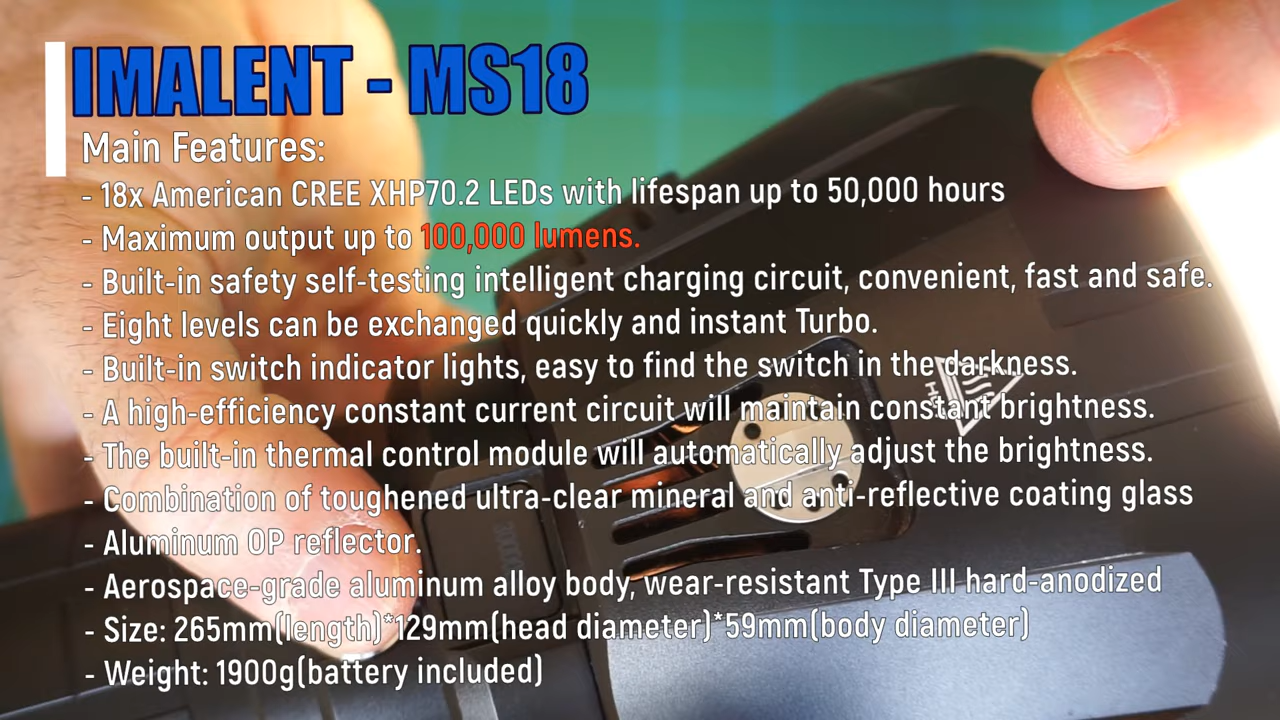 IMALENT - MS18
Main Features:
- 18x American CREE XHP70.2 LEDs with lifespan up to 50,000 hours
- Maximum output up to 100,000 lumens.
- Built-in safety self-testing intelligent charging circuit, convenient, fast and safe.
- Eight levels can be exchanged quickly and instant Turbo.
- Built-in switch indicator lights, easy to find the switch in the darkness.
- A high-efficiency constant current circuit will maintain constant brightness.
- The built-in thermal control module will automatically adjust the brightness.
- Combination of toughened ultra-clear mineral and anti-reflective coating glass
- Aluminum OP reflector.
- Aerospace-grade aluminum alloy body, wear-resistant Type III hard-anodized
- Size: 265mm(length)*129mm(head diameter)*59mm(body diameter)
- Weight: 1900g(battery included)